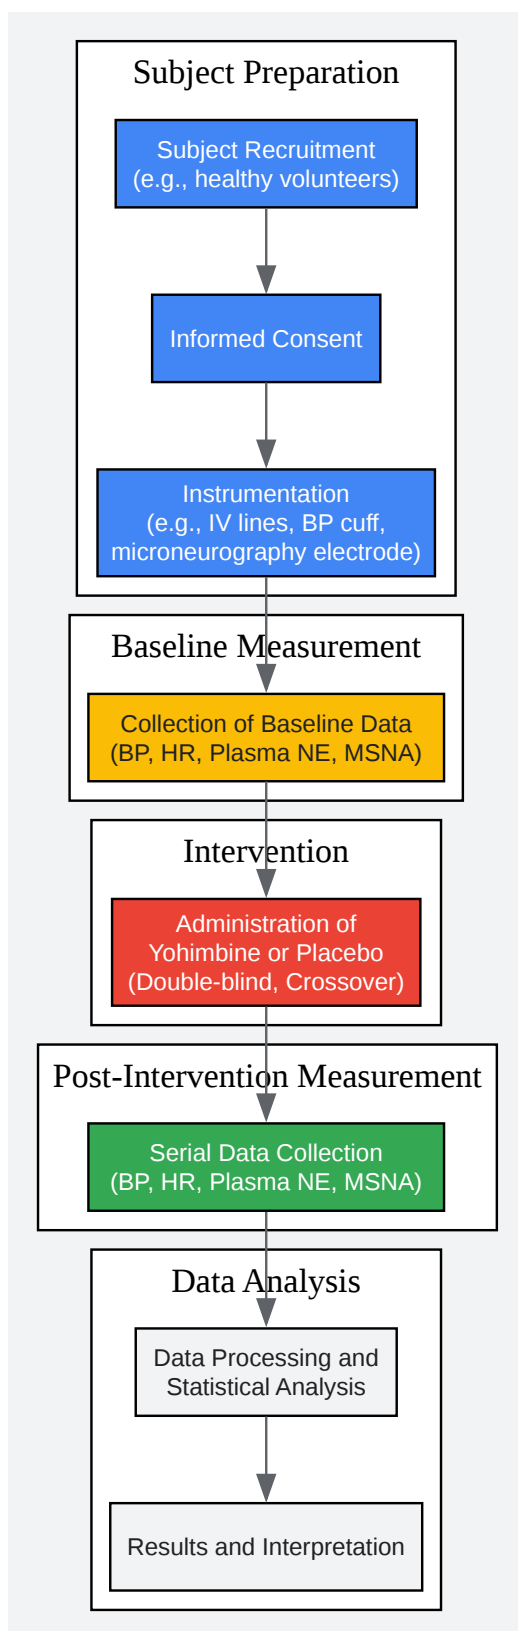 Subject Preparation
Subject Recruitment
(e.g., healthy volunteers)
Informed Consent
Instrumentation
(e.g., IV lines, BP cuff,
microneurography electrode)
Baseline Measurement
Collection of Baseline Data
(BP, HR, Plasma NE, MSNA)
Intervention
Administration of
Yohimbine or Placebo
(Double-blind, Crossover)
Post-Intervention Measurement
Serial Data Collection
(BP, HR, Plasma NE, MSNA)
Data Analysis
Data Processing and
Statistical Analysis
Results and Interpretation